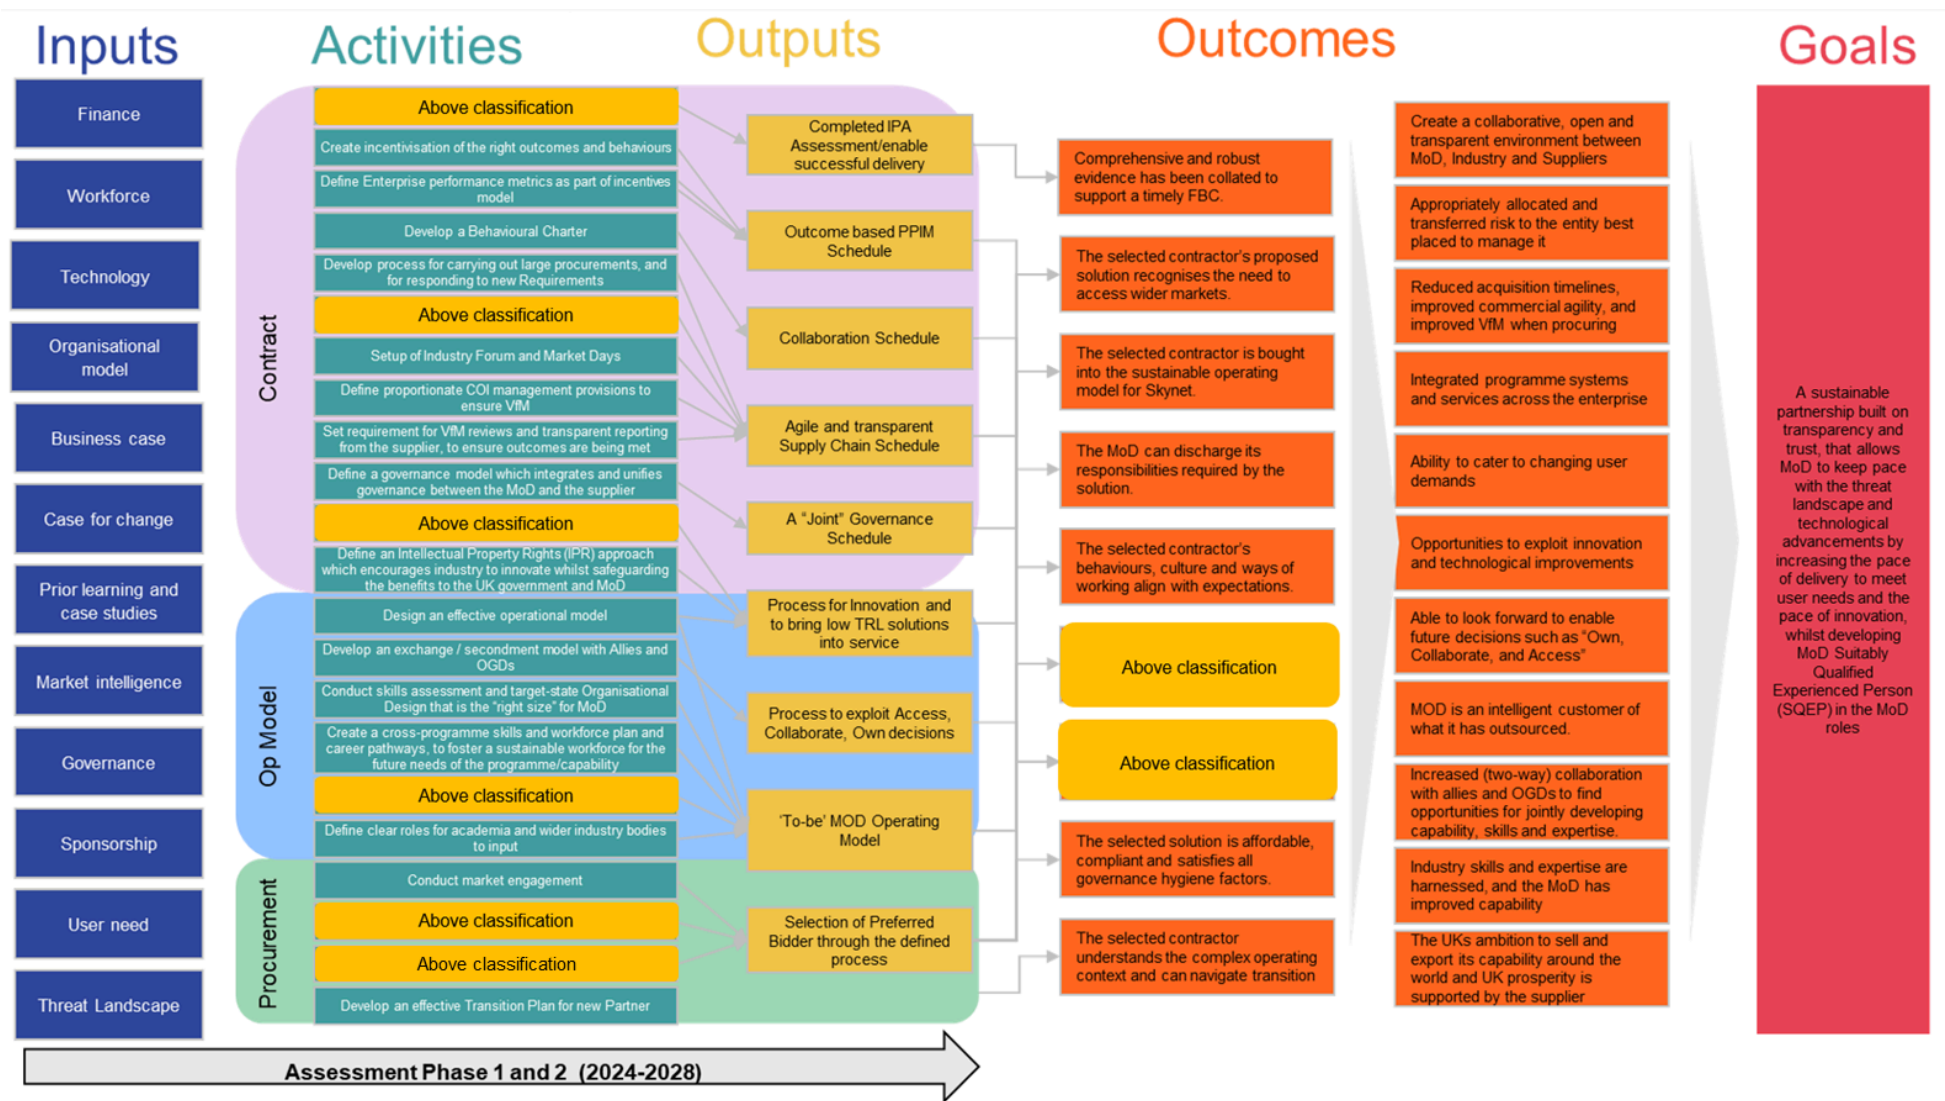 Inputs
Activities
Outputs
Outcomes
Goals
Finance
Workforce
Technology
Organisational
model
Business case
Case for change
Prior learning and
case studies
Market intelligence
Governance
Sponsorship
User need
Threat Landscape
Contract
Op Model
Procurement
Above classification
Create incentivisation of the right outcomes and behaviours
Define Enterprise performance metrics as part of incentives
model
Develop a Behavioural Charter
Develop process for carrying out large procurements, and
for responding to new Requirements
Above classification
Setup of Industry Forum and Market Days
Define proportionate COI management provisions to
ensure VfM
Set requirement for VfM reviews and transparent reporting
from the supplier, to ensure outcomes are being met
Define a governance model which integrates and unifies
governance between the MoD and the supplier
Above classification
Define an Intellectual Property Rights (IPR) approach
which encourages industry to innovate whilst safeguarding
the benefits to the UK government and MoD
Design an effective operational model
Develop an exchange / secondment model with Allies and
OGDs
Conduct skills assessment and target-state Organisational
Design that is the "right size" for MoD
Create a cross-programme skills and workforce plan and
career pathways, to foster a sustainable workforce for the
future needs of the programme/capability
Above classification
Define clear roles for academia and wider industry bodies
to input
Conduct market engagement
Above classification
Above classification
Develop an effective Transition Plan for new Partner
Completed IPA
Assessment/enable
successful delivery
Outcome based PPIM
Schedule
Collaboration Schedule
Agile and transparent
Supply Chain Schedule
A “Joint” Governance
Schedule
Process for Innovation and
to bring low TRL solutions
into service
Process to exploit Access,
Collaborate, Own decisions
‘To-be’ MOD Operating
Model
Selection of Preferred
Bidder through the defined
process
Comprehensive and robust
evidence has been collated to
support a timely FBC.
The selected contractor’s proposed
solution recognises the need to
access wider markets.
The selected contractor is bought
into the sustainable operating
model for Skynet.
The MoD can discharge its
responsibilities required by the
solution.
The selected contractor’s
behaviours, culture and ways of
working align with expectations.
Above classification
Above classification
The selected solution is affordable,
compliant and satisfies all
governance hygiene factors.
The selected contractor
understands the complex operating
context and can navigate transition
Create a collaborative, open and
transparent environment between
MoD, Industry and Suppliers
Appropriately allocated and
transferred risk to the entity best
placed to manage it
Reduced acquisition timelines,
improved commercial agility, and
improved VfM when procuring
Integrated programme systems
and services across the enterprise
Ability to cater to changing user
demands
Opportunities to exploit innovation
and technological improvements
Able to look forward to enable
future decisions such as “Own,
Collaborate, and Access”
MOD is an intelligent customer of
what it has outsourced.
Increased (two-way) collaboration
with allies and OGDs to find
opportunities for jointly developing
capability, skills and expertise.
Industry skills and expertise are
harnessed, and the MoD has
improved capability
The UKs ambition to sell and
export its capability around the
world and UK prosperity is
supported by the supplier
A sustainable
partnership built on
transparency and
trust, that allows
MoD to keep pace
with the threat
landscape and
technological
advancements by
increasing the pace
of delivery to meet
user needs and the
pace of innovation,
whilst developing
MoD Suitably
Qualified
Experienced Person
(SQEP) in the MoD
roles
Assessment Phase 1 and 2 (2024-2028)